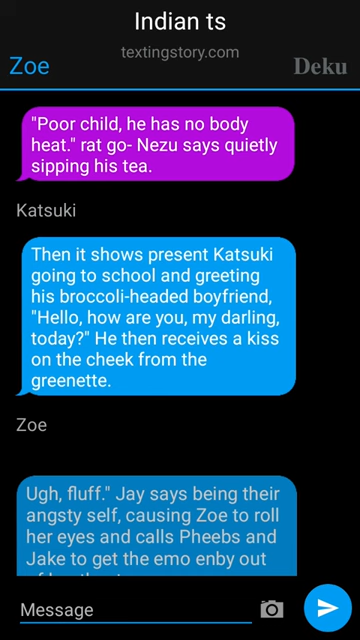 Indian ts
textingstory.com
Zoe
Deku
"Poor child, he has no body
heat." rat go- Nezu says quietly
sipping his tea.
Katsuki
Then it shows present Katsuki
going to school and greeting
his broccoli-headed boyfriend,
"Hello, how are you, my darling,
today?" He then receives a kiss
on the cheek from the
greenette.
Zoe
Ugh, fluff." Jay says being their
angsty self, causing Zoe to roll
her eyes and calls Pheebs and
Jake to get the emo enby out
Message